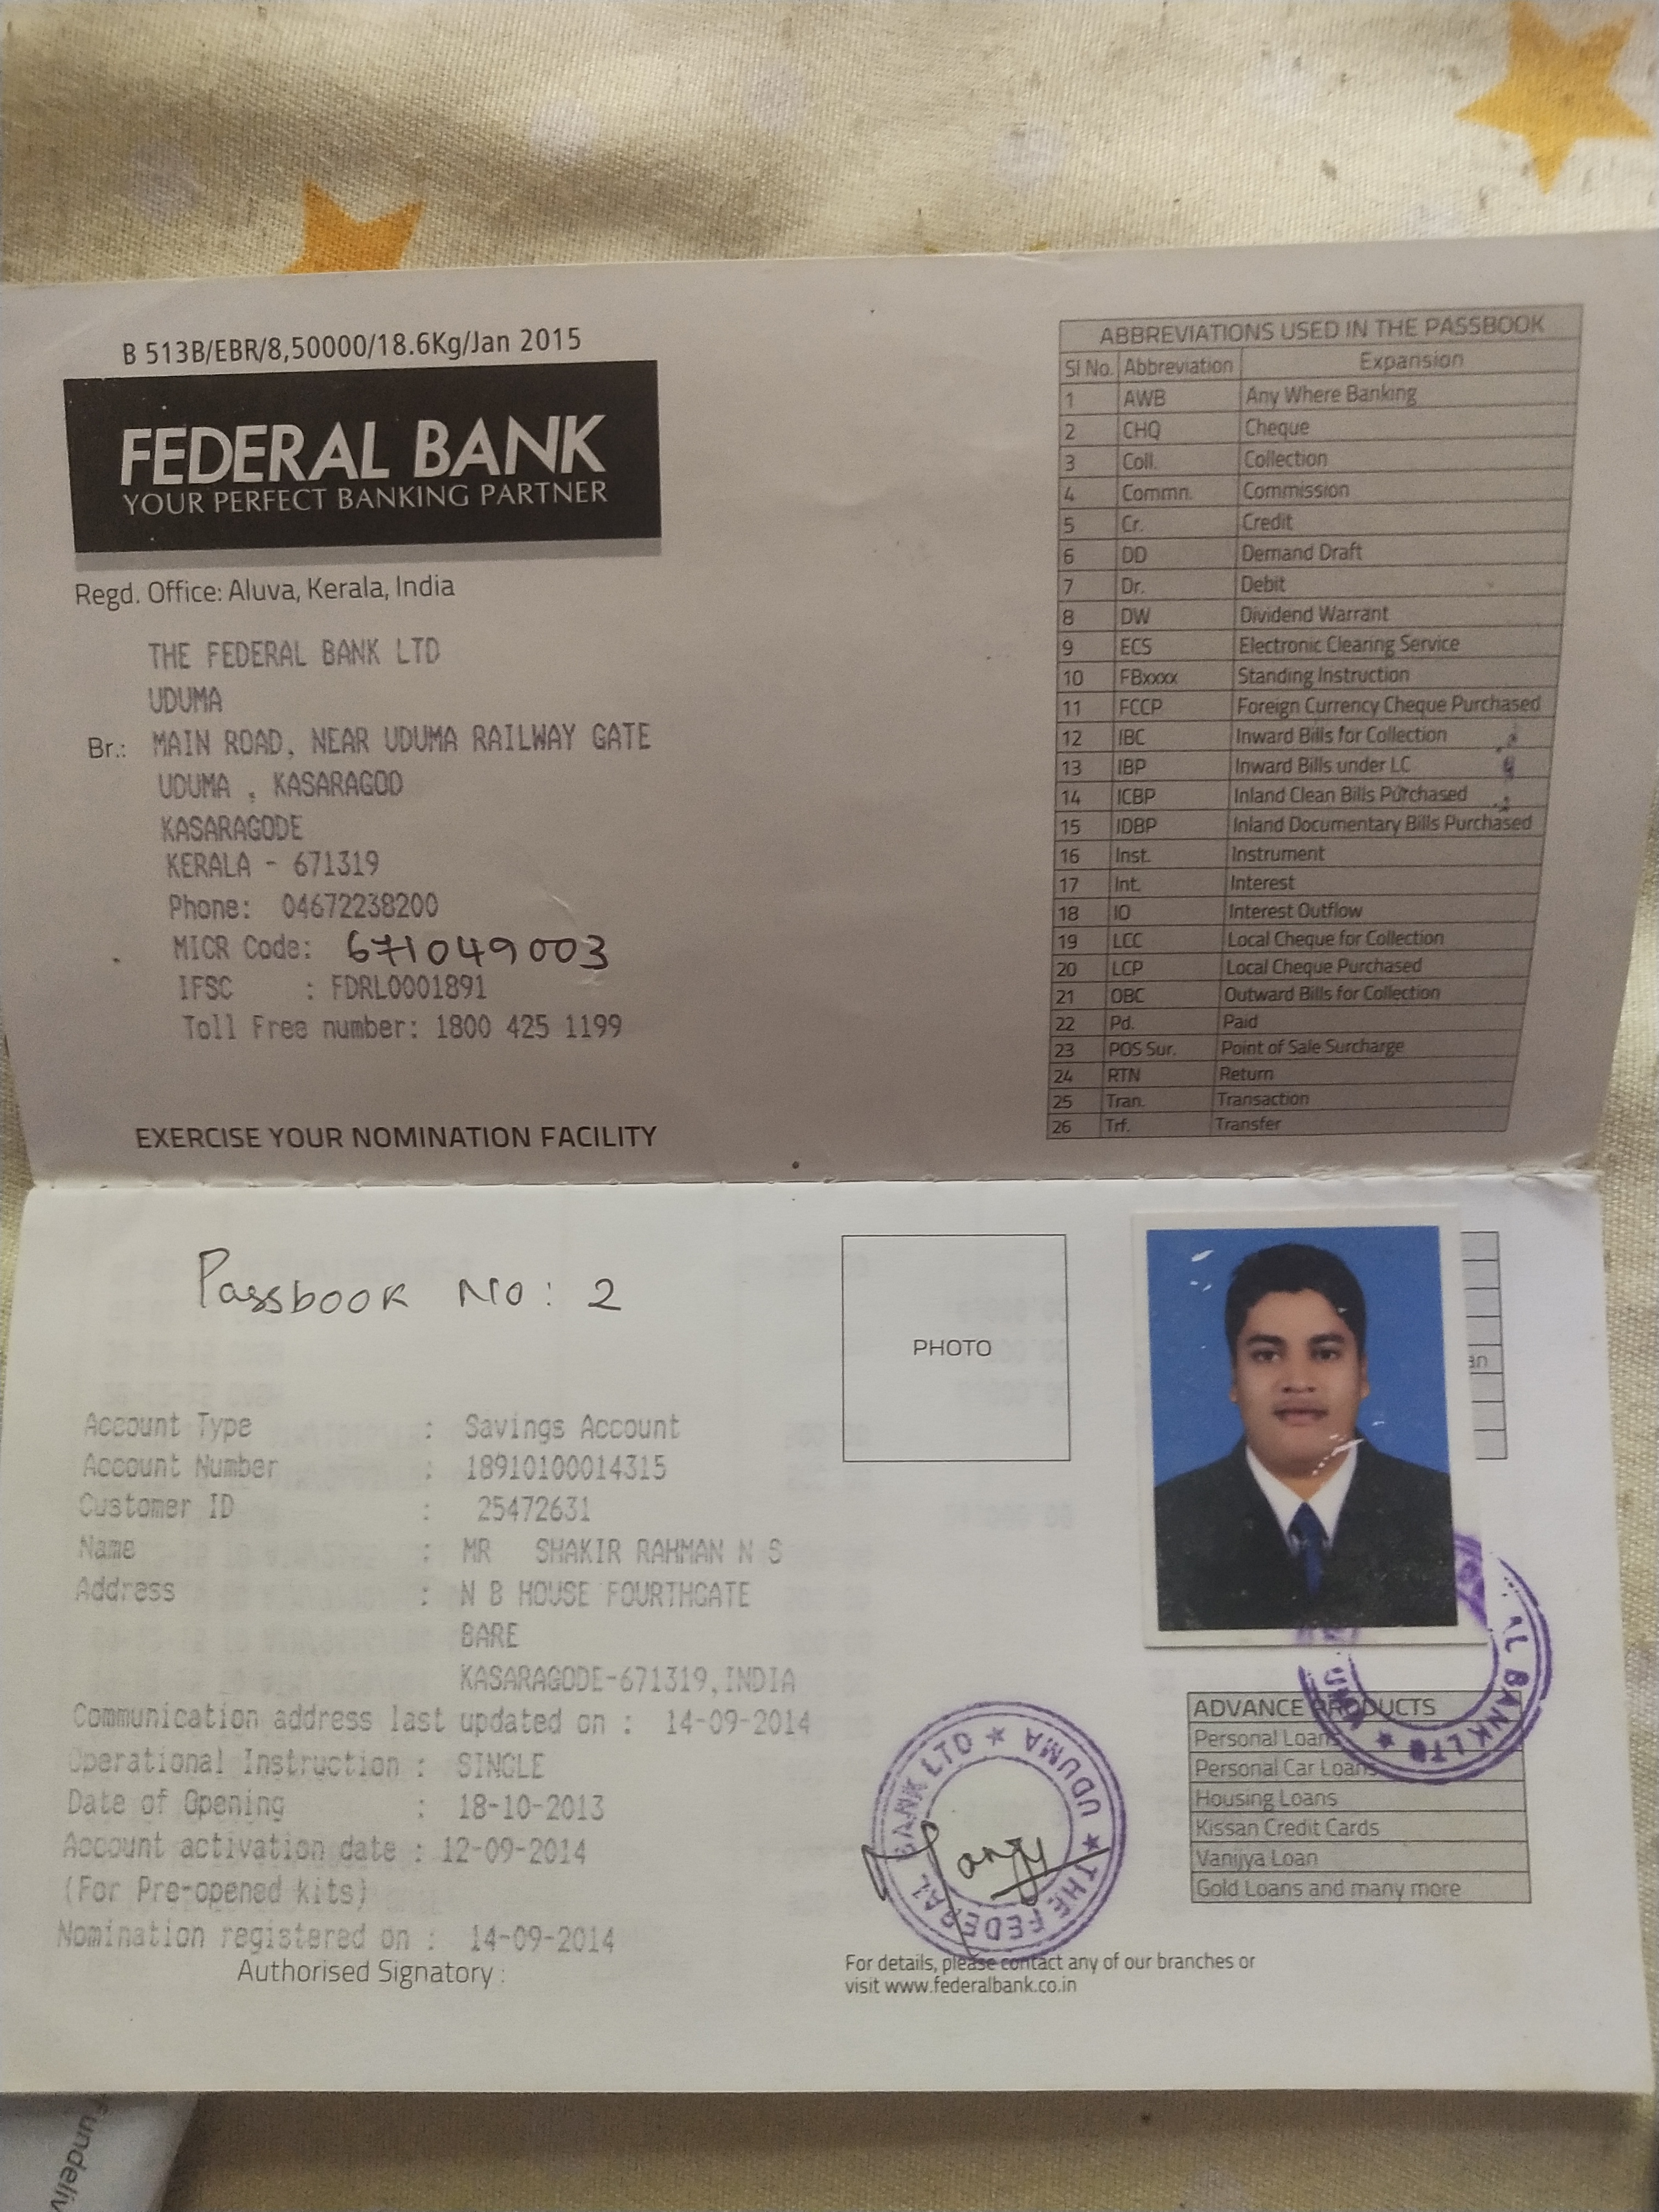 B 513B/EBR/8,50000/18.6Kg/Jan 2015
FEDERAL BANK
YOUR PERFECT BANKING PARTNER
Regd. Office: Aluva, Kerala, India
THE FEDERAL BANK LTD
UDUMA
Br.: MAIN ROAD, NEAR UDUMA RAILWAY GATE
UDUMA , KASARAGOD
KASARAGODE
KERALA - 671319
Phone: 04672238200
MICR Code: 671049003
IFSC : FDRL0001891
Toll Free number: 1800 425 1199
EXERCISE YOUR NOMINATION FACILITY
ABBREVIATIONS USED IN THE PASSBOOK
Sl No. Abbreviation Expansion
1 AWB Any Where Banking
2 CHQ Cheque
3 Coll. Collection
4 Commn. Commission
5 Cr. Credit
6 DD Demand Draft
7 Dr. Debit
8 DW Dividend Warrant
9 ECS Electronic Clearing Service
10 FBxxxx Standing Instruction
11 FCCP Foreign Currency Cheque Purchased
12 IBC Inward Bills for Collection
13 IBP Inward Bills under LC
14 ICBP Inland Clean Bills Purchased
15 IDBP Inland Documentary Bills Purchased
16 Inst. Instrument
17 Int. Interest
18 IO Interest Outflow
19 LCC Local Cheque for Collection
20 LCP Local Cheque Purchased
21 OBC Outward Bills for Collection
22 Pd. Paid
23 POS Sur. Point of Sale Surcharge
24 RTN Return
25 Tran. Transaction
26 Trf. Transfer
Passbook No: 2
PHOTO
Account Type : Savings Account
Account Number : 18910100014315
Customer ID : 25472631
Name : MR SHAKIR RAHMAN N S
Address : N B HOUSE FOURTHGATE
BARE
KASARAGODE-671319,INDIA
Communication address last updated on : 14-09-2014
Operational Instruction : SINGLE
Date of Opening : 18-10-2013
Account activation date : 12-09-2014
(For Pre-opened kits)
Nomination registered on : 14-09-2014
Authorised Signatory :
THE FEDERAL BANK LTD ★ UDUMA ★
L BANK LTD ★
ADVANCE PRODUCTS
Personal Loans
Personal Car Loans
Housing Loans
Kissan Credit Cards
Vanijya Loan
Gold Loans and many more
For details, please contact any of our branches or
visit www.federalbank.co.in